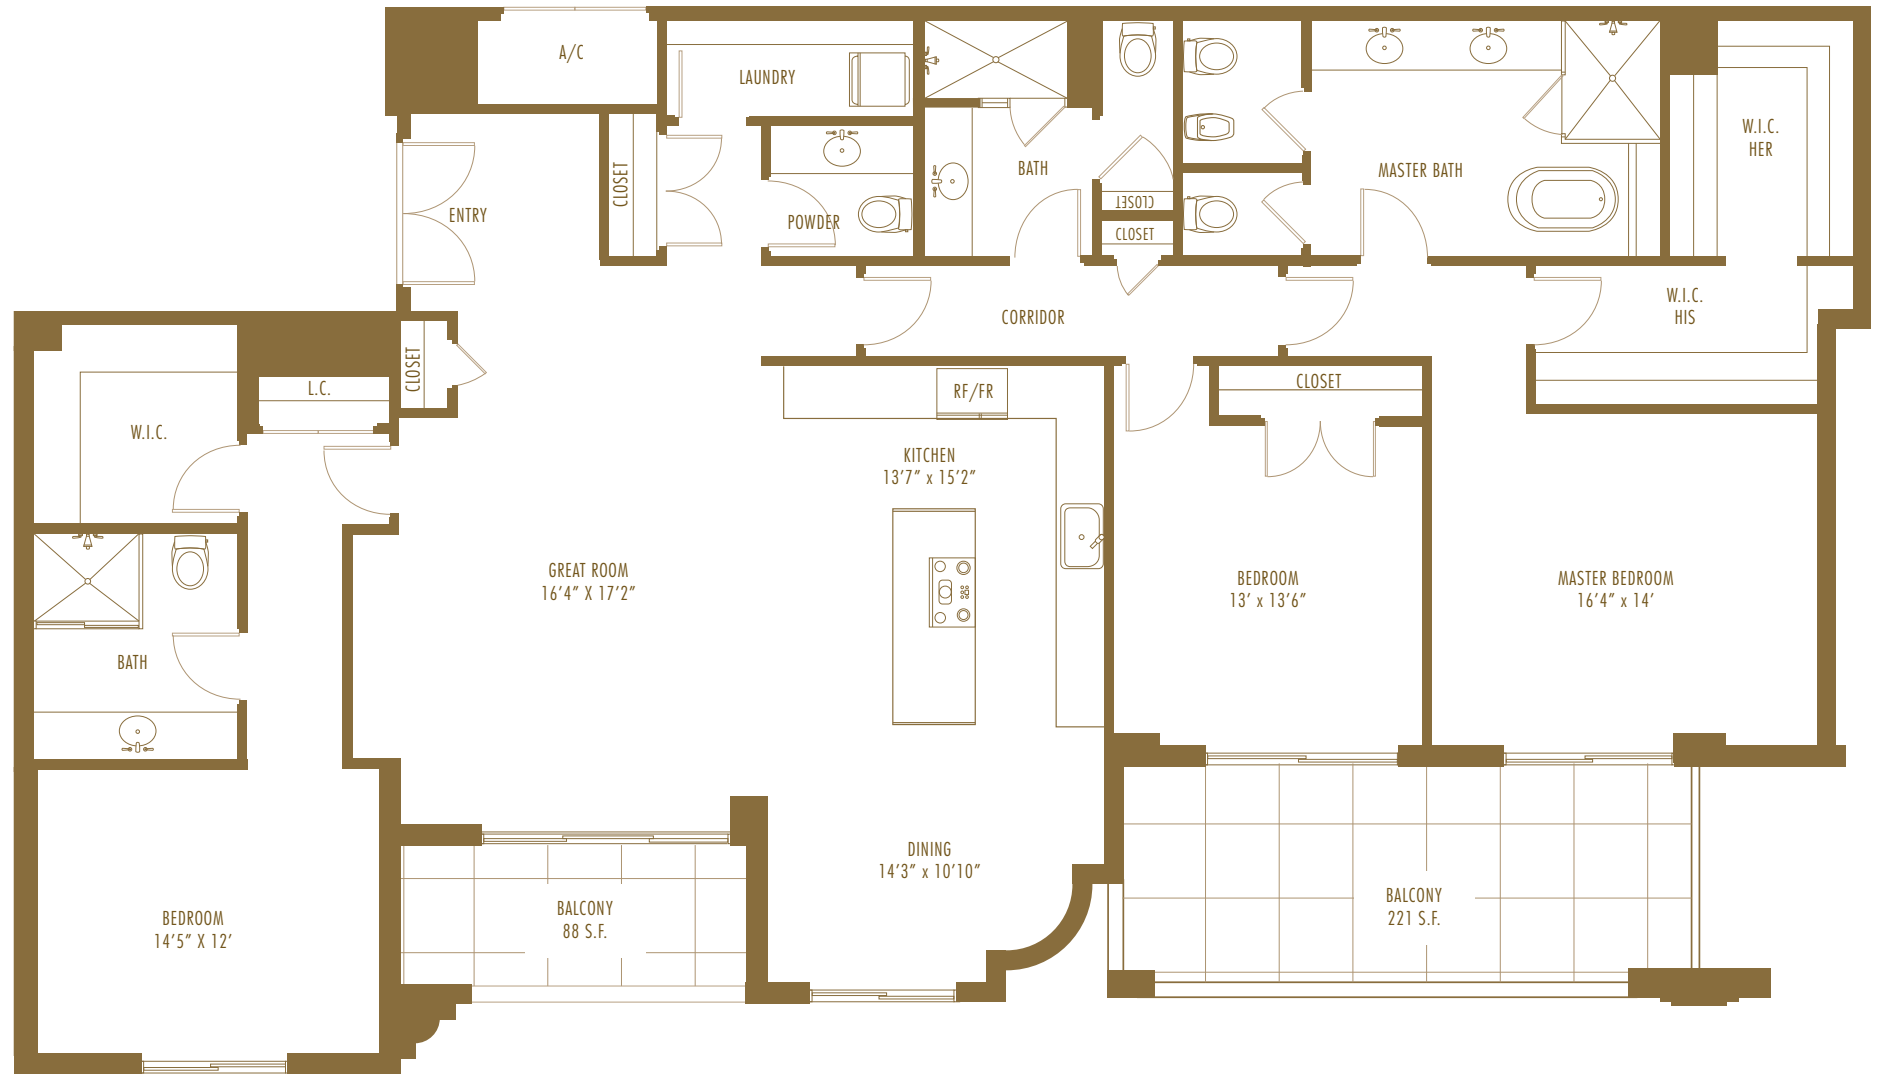 A/C
LAUNDRY
CLOSET
ENTRY
POWDER
BATH
CLOSET
CLOSET
MASTER BATH
W.I.C.
HER
W.I.C.
HIS
CORRIDOR
CLOSET
L.C.
W.I.C.
RF/FR
CLOSET
KITCHEN
13’7” x 15’2”
GREAT ROOM
16’4” X 17’2”
BEDROOM
13’ x 13’6”
MASTER BEDROOM
16’4” x 14’
BATH
DINING
14’3” x 10’10”
BALCONY
88 S.F.
BALCONY
221 S.F.
BEDROOM
14’5” X 12’